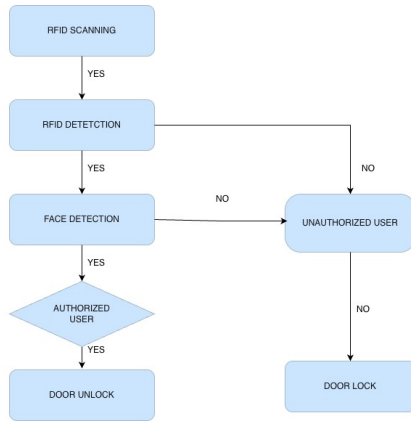 RFID SCANNING
YES
RFID DETETCTION
YES
NO
NO
FACE DETECTION
UNAUTHORIZED USER
YES
AUTHORIZED
USER
NO
YES
DOOR UNLOCK
DOOR LOCK